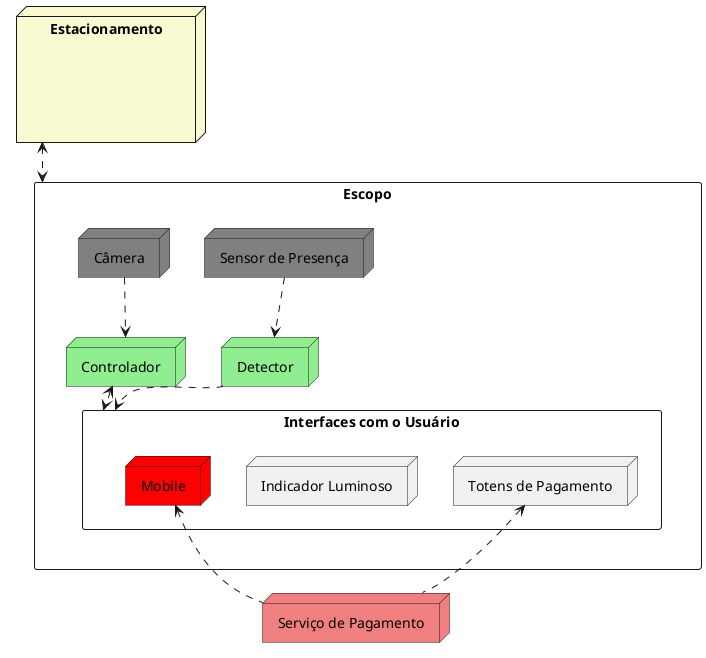 Estacionamento
Escopo
Câmera
Sensor de Presença
Controlador
Detector
Interfaces com o Usuário
Mobile
Indicador Luminoso
Totens de Pagamento
Serviço de Pagamento